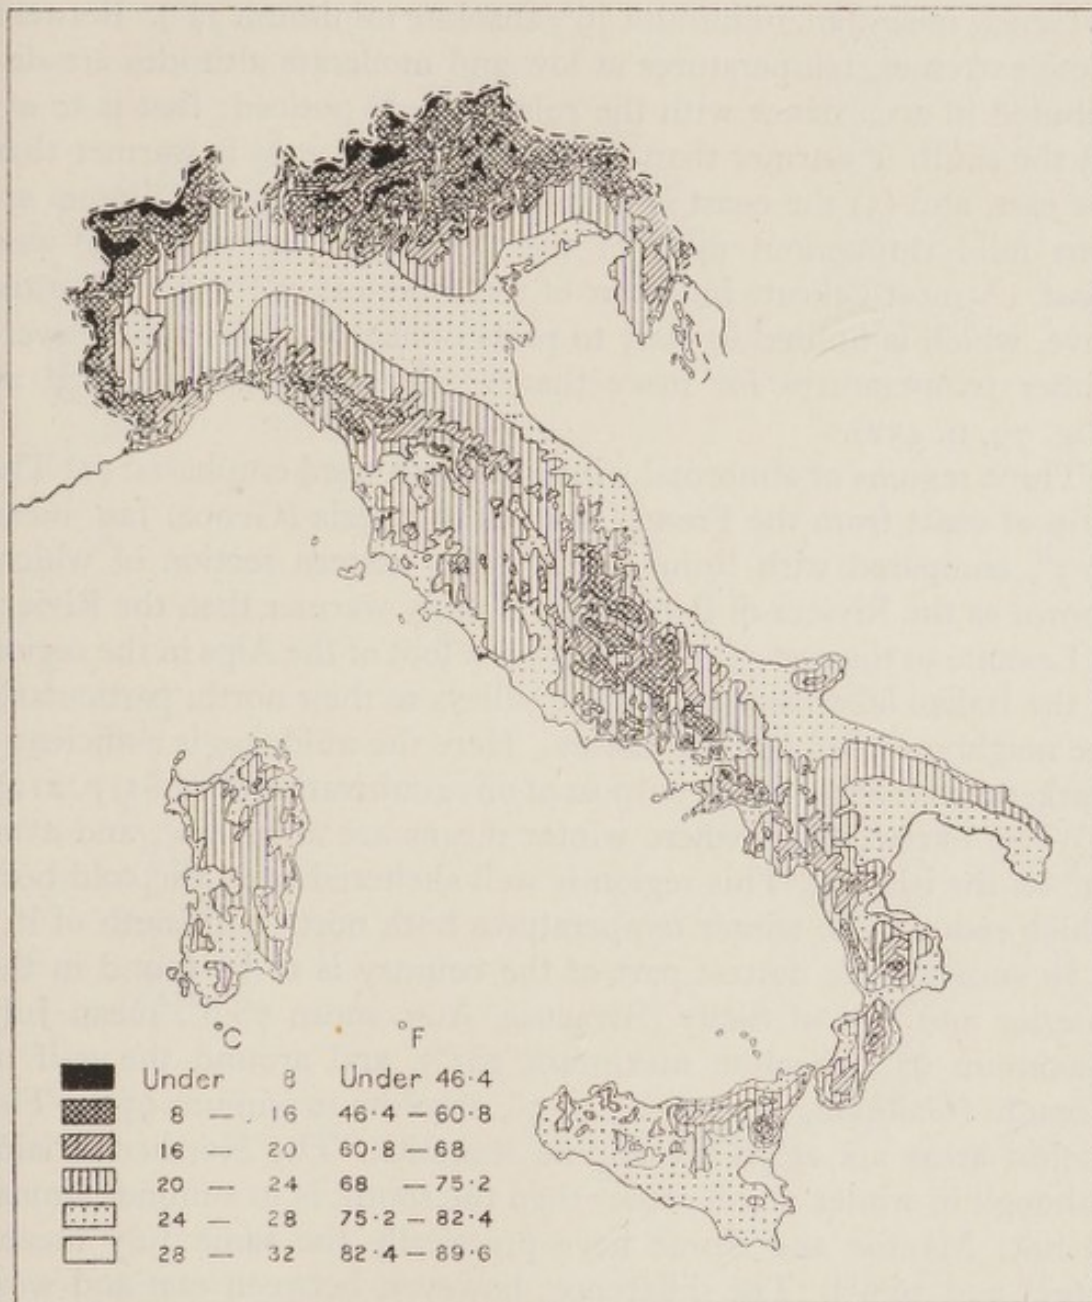 °C °F
Under 8 Under 46·4
8 — 16 46·4 — 60·8
16 — 20 60·8 — 68
20 — 24 68 — 75·2
24 — 28 75·2 — 82·4
28 — 32 82·4 — 89·6